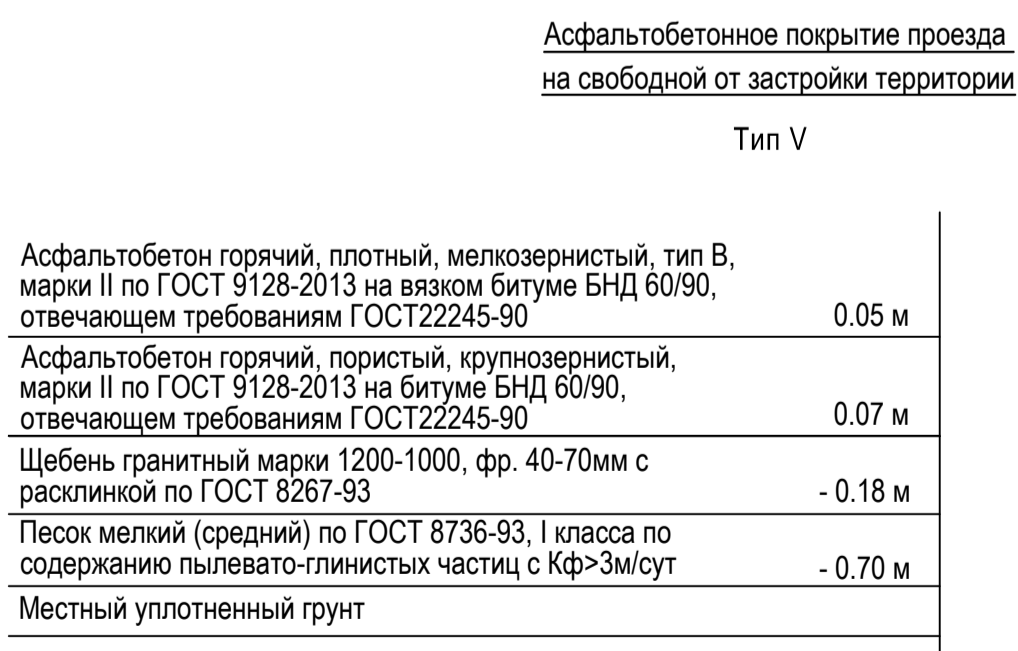 Асфальтобетонное покрытие проезда
на свободной от застройки территории
Тип V
Асфальтобетон горячий, плотный, мелкозернистый, тип В,
марки II по ГОСТ 9128-2013 на вязком битуме БНД 60/90,
отвечающем требованиям ГОСТ22245-90 0.05 м
Асфальтобетон горячий, пористый, крупнозернистый,
марки II по ГОСТ 9128-2013 на битуме БНД 60/90,
отвечающем требованиям ГОСТ22245-90 0.07 м
Щебень гранитный марки 1200-1000, фр. 40-70мм с
расклинкой по ГОСТ 8267-93 - 0.18 м
Песок мелкий (средний) по ГОСТ 8736-93, I класса по
содержанию пылевато-глинистых частиц с Кф>3м/сут - 0.70 м
Местный уплотненный грунт